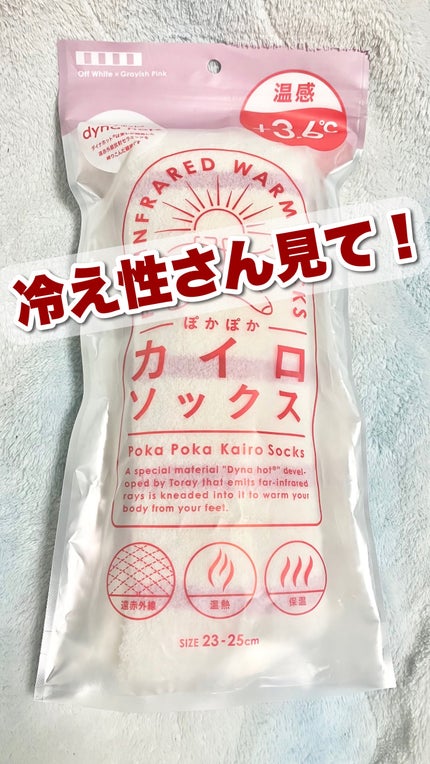 Off White × Grayish Pink
温感
+3.6℃
INFRARED WARM
冷え性さん見て！
ぽかぽか
カイロ
ソックス
Poka Poka Kairo Socks
A special material "Dyna hot®" devel-
oped by Toray that emits far-infrared
rays is kneaded into it to warm your
body from your feet.
遠赤外線
温熱
保温
SIZE 23-25cm